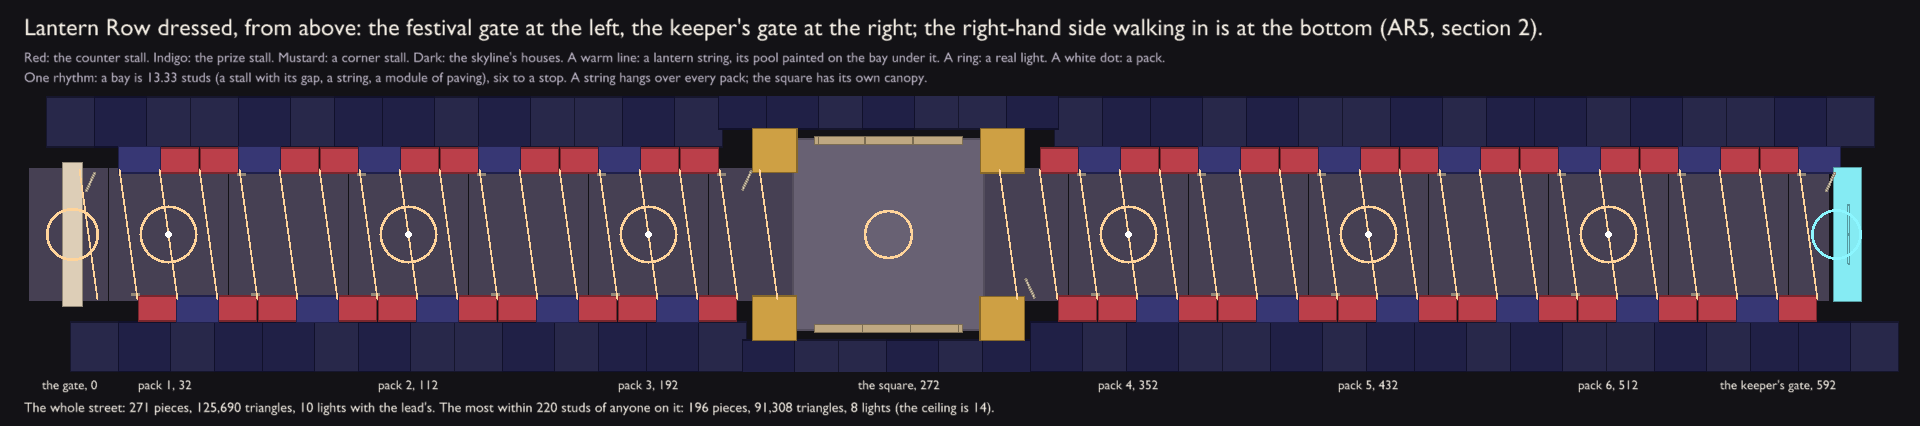 Lantern Row dressed, from above: the festival gate at the left, the keeper's gate at the right; the right-hand side walking in is at the bottom (AR5, section 2).
Red: the counter stall. Indigo: the prize stall. Mustard: a corner stall. Dark: the skyline's houses. A warm line: a lantern string, its pool painted on the bay under it. A ring: a real light. A white dot: a pack.
One rhythm: a bay is 13.33 studs (a stall with its gap, a string, a module of paving), six to a stop. A string hangs over every pack; the square has its own canopy.
the gate, 0
pack 1, 32
pack 2, 112
pack 3, 192
the square, 272
pack 4, 352
pack 5, 432
pack 6, 512
the keeper's gate, 592
The whole street: 271 pieces, 125,690 triangles, 10 lights with the lead's. The most within 220 studs of anyone on it: 196 pieces, 91,308 triangles, 8 lights (the ceiling is 14).